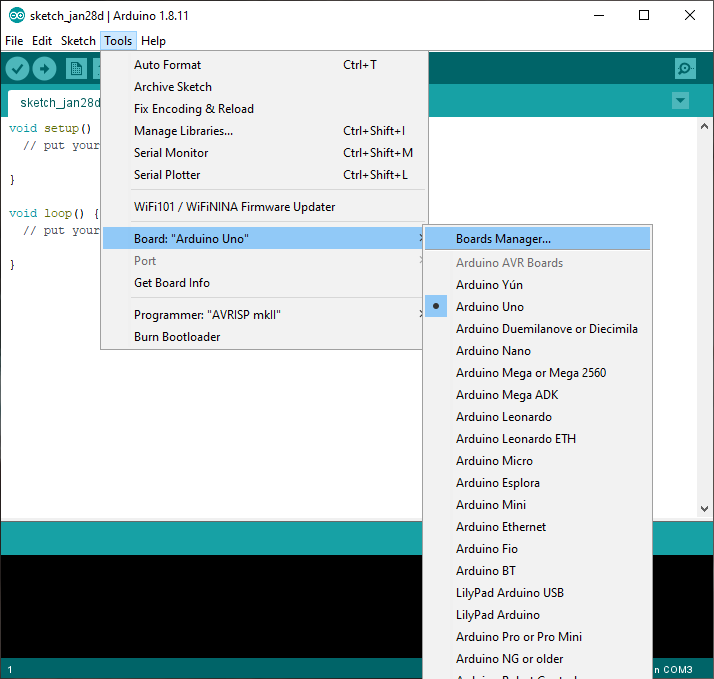 sketch_jan28d | Arduino 1.8.11
File Edit Sketch Tools Help
sketch_jan28d
void setup()
// put your
}
void loop() {
// put your
}
Auto Format Ctrl+T
Archive Sketch
Fix Encoding & Reload
Manage Libraries... Ctrl+Shift+I
Serial Monitor Ctrl+Shift+M
Serial Plotter Ctrl+Shift+L
WiFi101 / WiFiNINA Firmware Updater
Board: "Arduino Uno"
Port
Get Board Info
Programmer: "AVRISP mkII"
Burn Bootloader
Boards Manager...
Arduino AVR Boards
Arduino Yún
Arduino Uno
Arduino Duemilanove or Diecimila
Arduino Nano
Arduino Mega or Mega 2560
Arduino Mega ADK
Arduino Leonardo
Arduino Leonardo ETH
Arduino Micro
Arduino Esplora
Arduino Mini
Arduino Ethernet
Arduino Fio
Arduino BT
LilyPad Arduino USB
LilyPad Arduino
Arduino Pro or Pro Mini
Arduino NG or older
Arduino Robot Control
1
n COM3